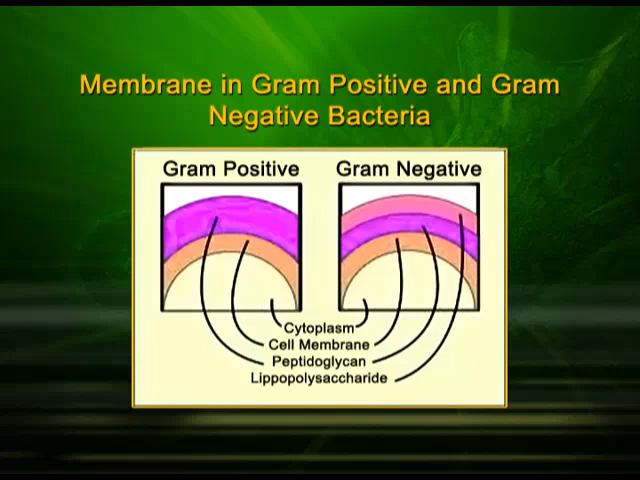 Membrane in Gram Positive and Gram
Negative Bacteria
Gram Positive
Gram Negative
Cytoplasm
Cell Membrane
Peptidoglycan
Lippopolysaccharide